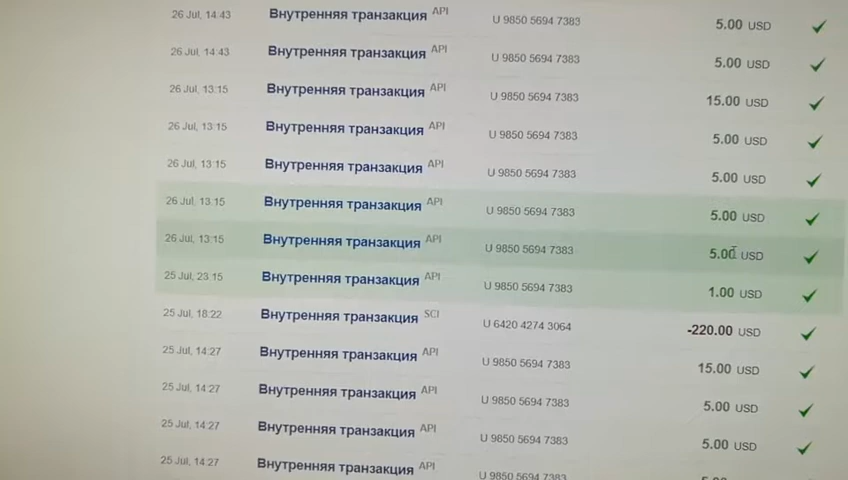 26 Jul, 14:43 Внутренняя транзакция API U 9850 5694 7383 5.00 USD
26 Jul, 14:43 Внутренняя транзакция API U 9850 5694 7383 5.00 USD
26 Jul, 13:15 Внутренняя транзакция API U 9850 5694 7383 15.00 USD
26 Jul, 13:15 Внутренняя транзакция API U 9850 5694 7383 5.00 USD
26 Jul, 13:15 Внутренняя транзакция API U 9850 5694 7383 5.00 USD
26 Jul, 13:15 Внутренняя транзакция API U 9850 5694 7383 5.00 USD
26 Jul, 13:15 Внутренняя транзакция API U 9850 5694 7383 5.00 USD
25 Jul, 23:15 Внутренняя транзакция API U 9850 5694 7383 1.00 USD
25 Jul, 18:22 Внутренняя транзакция SCI U 6420 4274 3064 -220.00 USD
25 Jul, 14:27 Внутренняя транзакция API U 9850 5694 7383 15.00 USD
25 Jul, 14:27 Внутренняя транзакция API U 9850 5694 7383 5.00 USD
25 Jul, 14:27 Внутренняя транзакция API U 9850 5694 7383 5.00 USD
25 Jul, 14:27 Внутренняя транзакция API U 9850 5694 7383